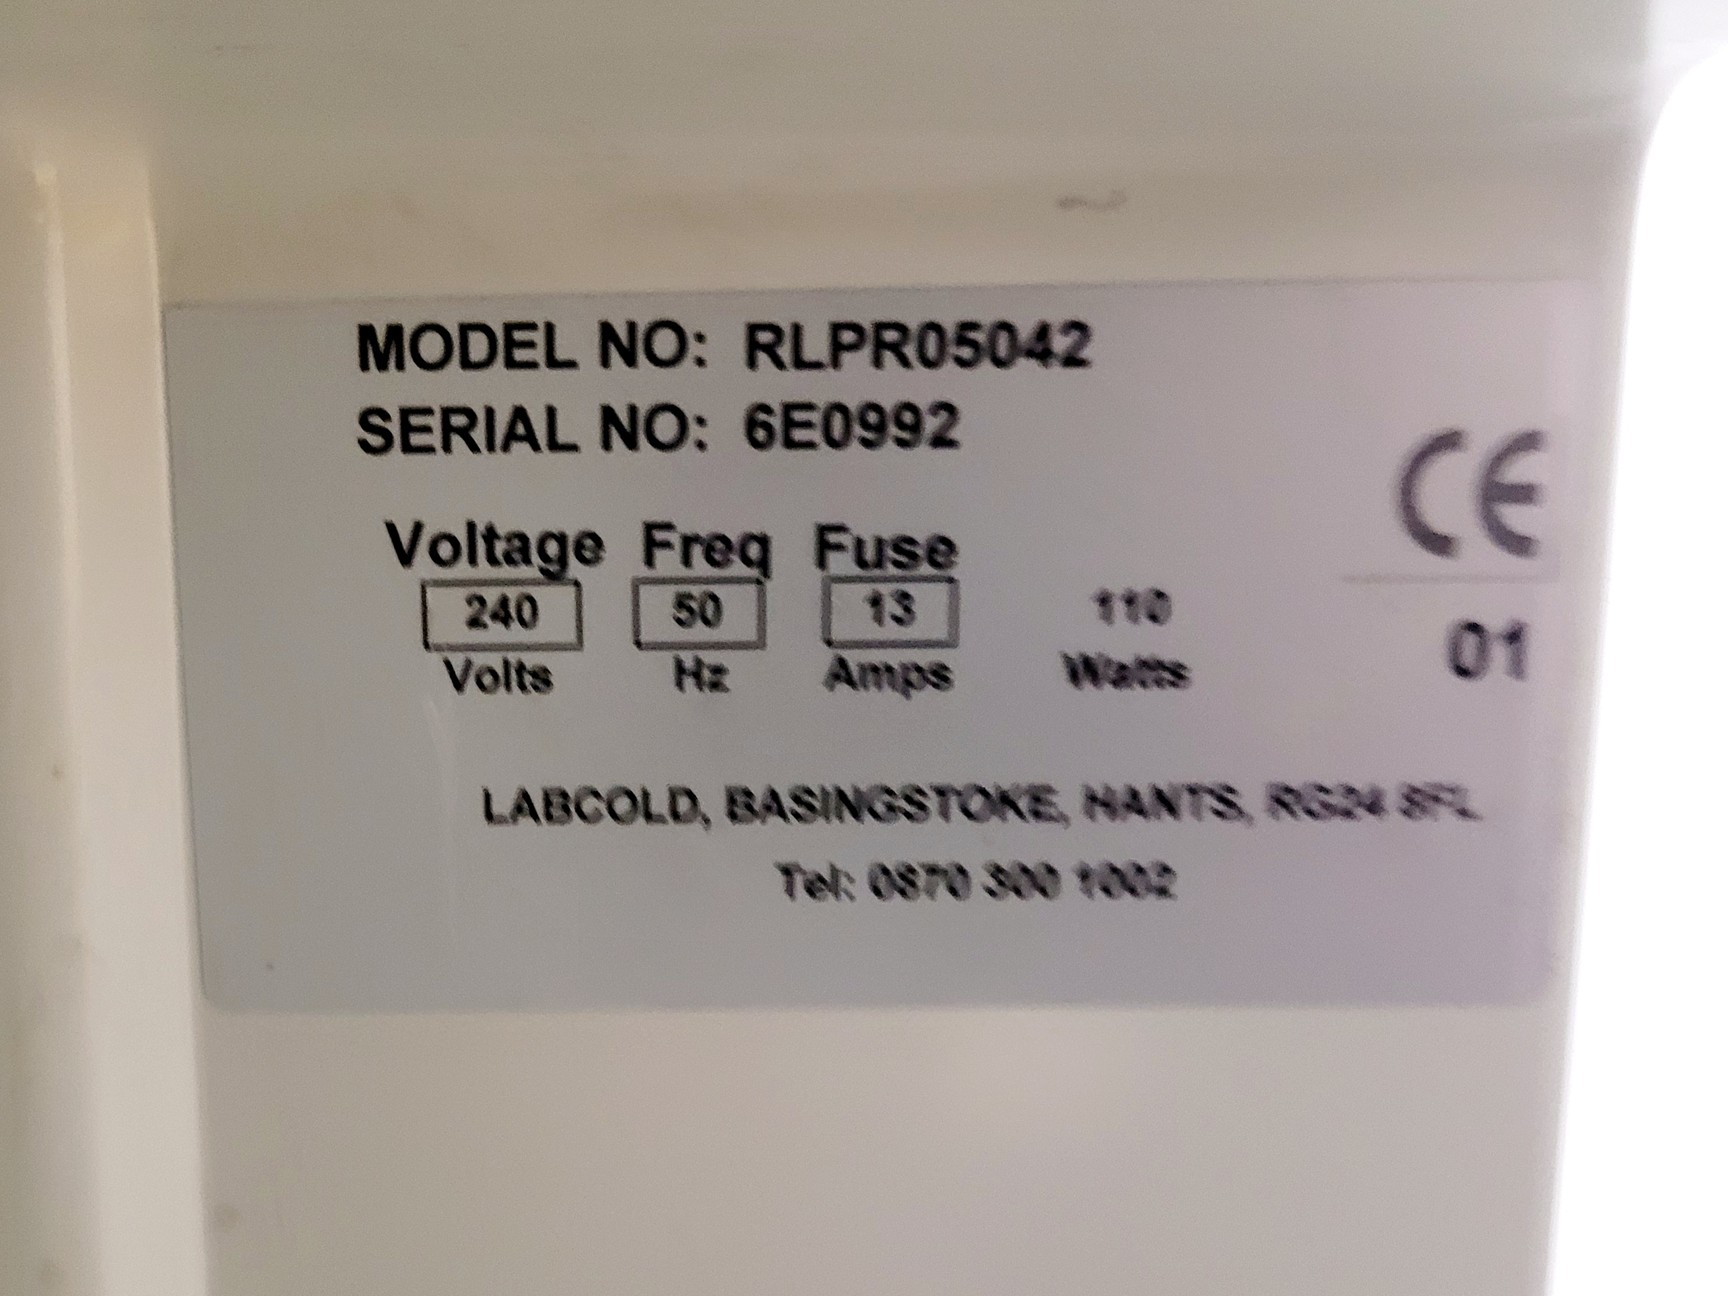 MODEL NO: RLPR05042
SERIAL NO: 6E0992
CE
Voltage Freq Fuse
240 50 13 110
Volts Hz Amps Watts
01
LABCOLD, BASINGSTOKE, HANTS, RG24 8FL
Tel: 0870 300 1002